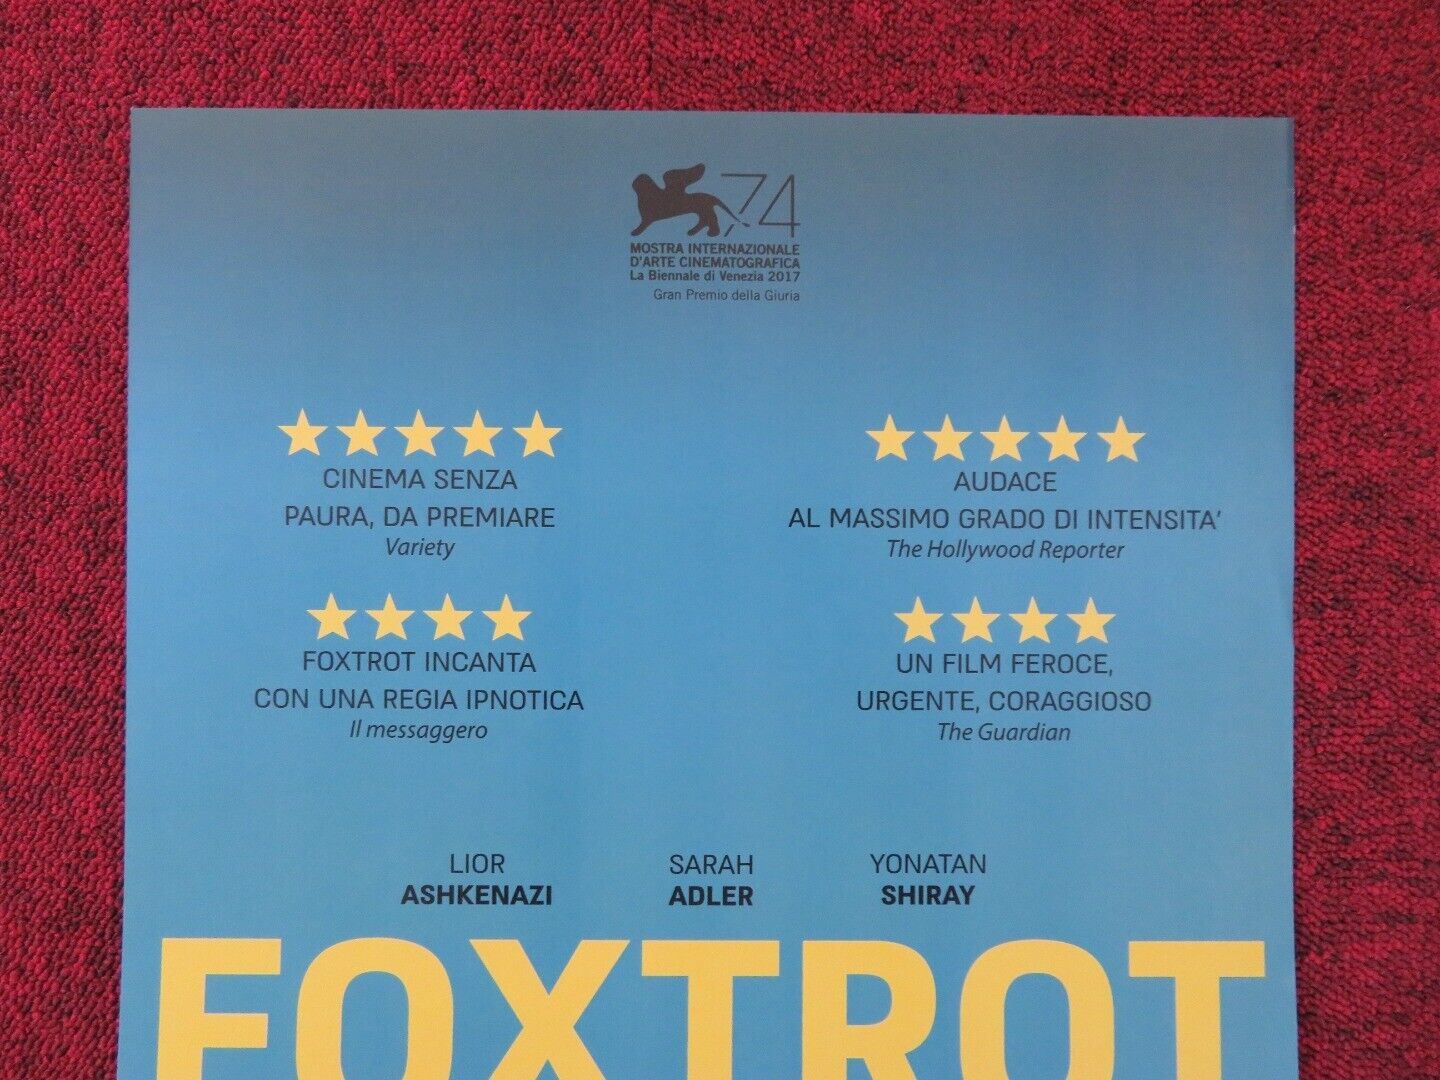 74
MOSTRA INTERNAZIONALE
D'ARTE CINEMATOGRAFICA
La Biennale di Venezia 2017
Gran Premio della Giuria
CINEMA SENZA
PAURA, DA PREMIARE
Variety
AUDACE
AL MASSIMO GRADO DI INTENSITA'
The Hollywood Reporter
FOXTROT INCANTA
CON UNA REGIA IPNOTICA
Il messaggero
UN FILM FEROCE,
URGENTE, CORAGGIOSO
The Guardian
LIOR
ASHKENAZI
SARAH
ADLER
YONATAN
SHIRAY
FOXTROT